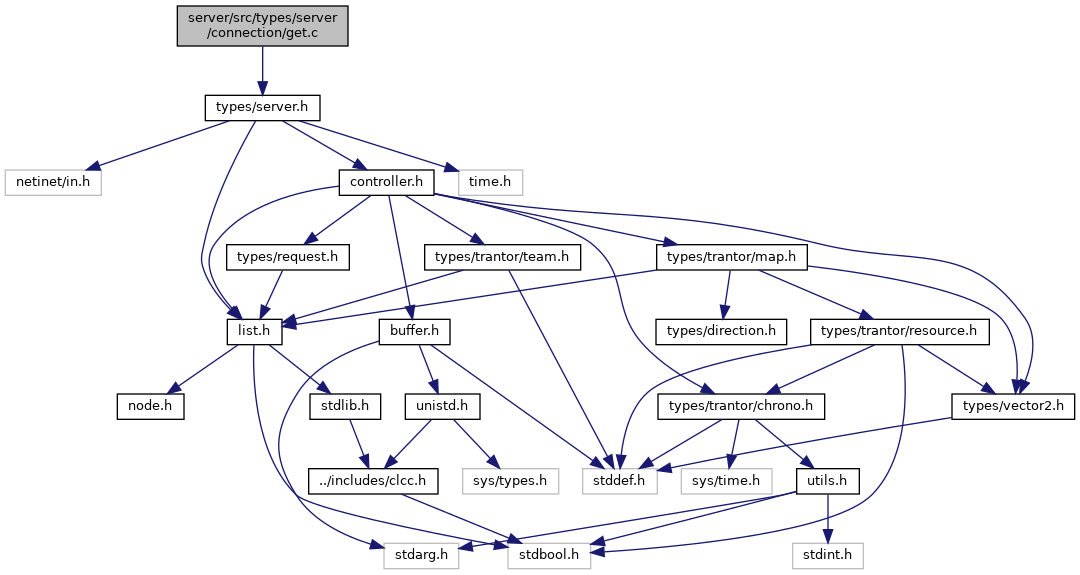 server/src/types/server
/connection/get.c
types/server.h
netinet/in.h
controller.h
time.h
types/request.h
types/trantor/team.h
types/trantor/map.h
list.h
buffer.h
types/direction.h
types/trantor/resource.h
node.h
stdlib.h
unistd.h
types/trantor/chrono.h
types/vector2.h
../includes/clcc.h
sys/types.h
stddef.h
sys/time.h
utils.h
stdarg.h
stdbool.h
stdint.h